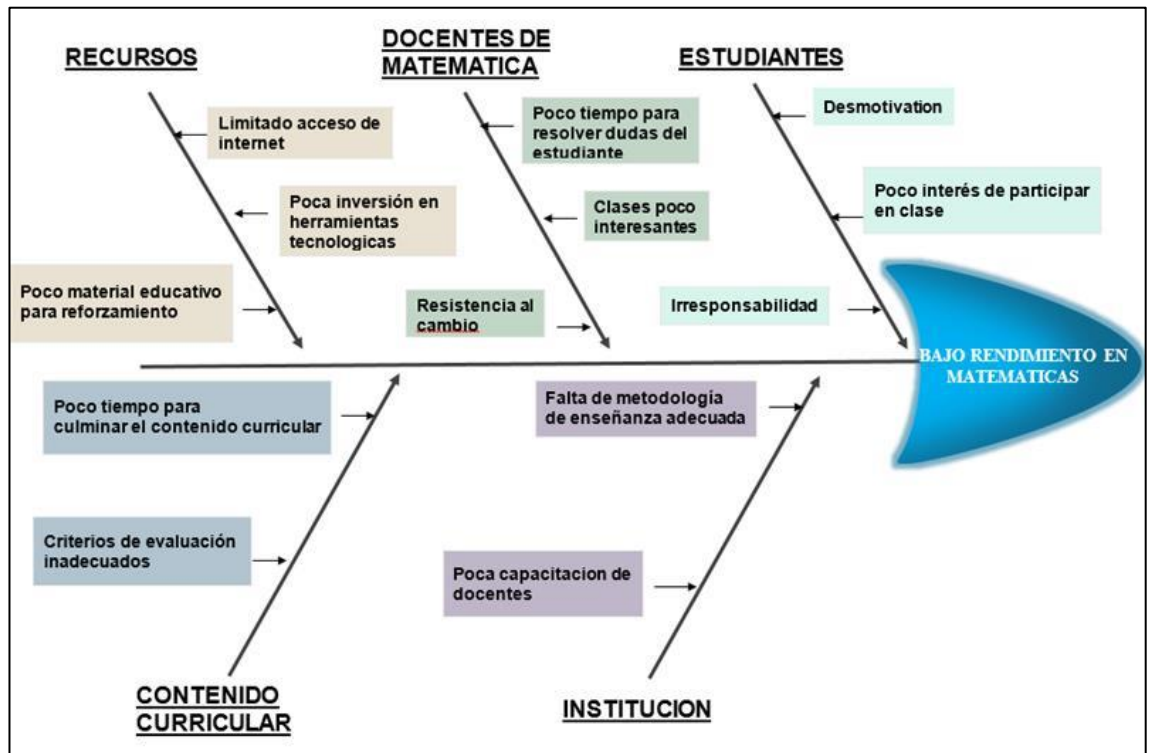 RECURSOS
Limitado acceso de
internet
Poca inversión en
herramientas
tecnologicas
Poco material educativo
para reforzamiento
DOCENTES DE
MATEMATICA
Poco tiempo para
resolver dudas del
estudiante
Clases poco
interesantes
Resistencia al
cambio
ESTUDIANTES
Desmotivation
Poco interés de participar
en clase
Irresponsabilidad
BAJO RENDIMIENTO EN
MATEMATICAS
Poco tiempo para
culminar el contenido curricular
Criterios de evaluación
inadecuados
CONTENIDO
CURRICULAR
Falta de metodología
de enseñanza adecuada
Poca capacitacion de
docentes
INSTITUCION